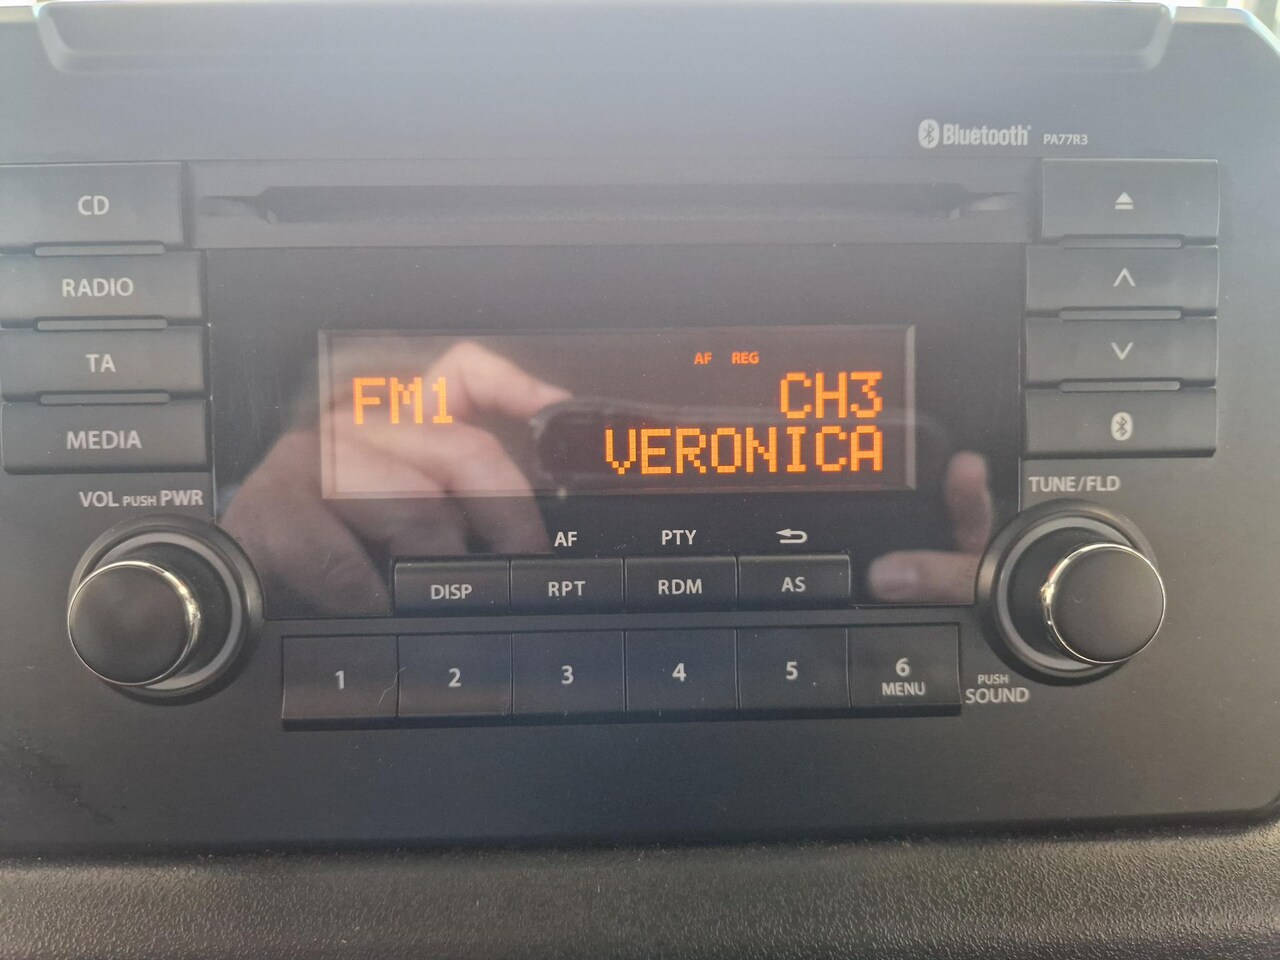 Bluetooth® PA77R3
CD
RADIO
TA
MEDIA
AF REG
FM1 CH3
VERONICA
VOL PUSH PWR
TUNE/FLD
AF PTY
DISP RPT RDM AS
1 2 3 4 5 6
MENU
PUSH
SOUND